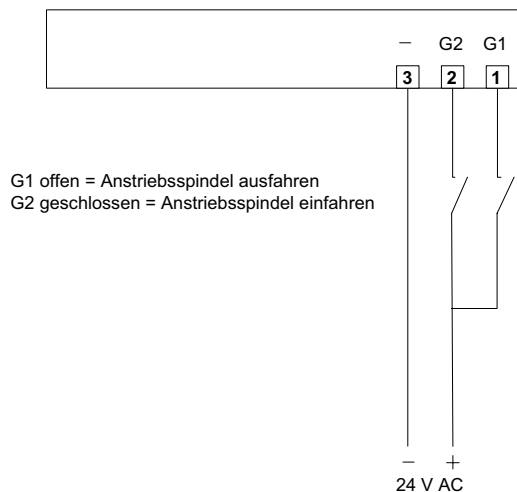 – G2 G1
3 2 1
G1 offen = Anstriebsspindel ausfahren
G2 geschlossen = Anstriebsspindel einfahren
– +
24 V AC